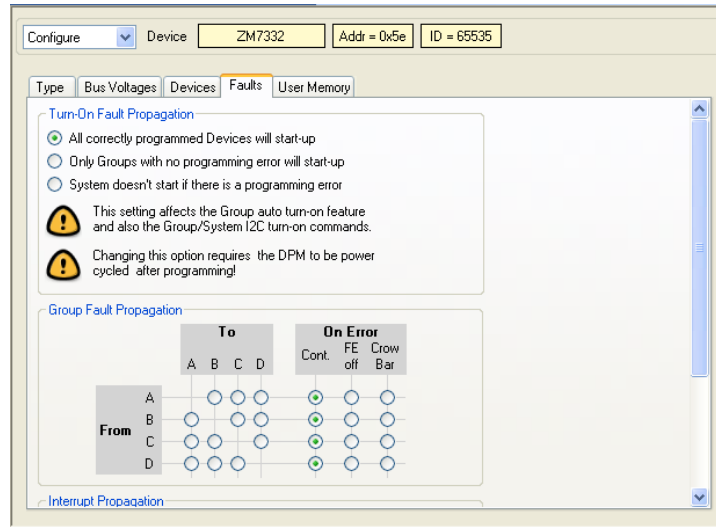 Configure Device ZM7332 Addr = 0x5e ID = 65535
Type Bus Voltages Devices Faults User Memory
Turn-On Fault Propagation
All correctly programmed Devices will start-up
Only Groups with no programming error will start-up
System doesn't start if there is a programming error
This setting affects the Group auto turn-on feature
and also the Group/System I2C turn-on commands.
Changing this option requires the DPM to be power
cycled after programming!
Group Fault Propagation
To On Error
A B C D Cont. FE off Crow Bar
From
A
B
C
D
Interrupt Propagation